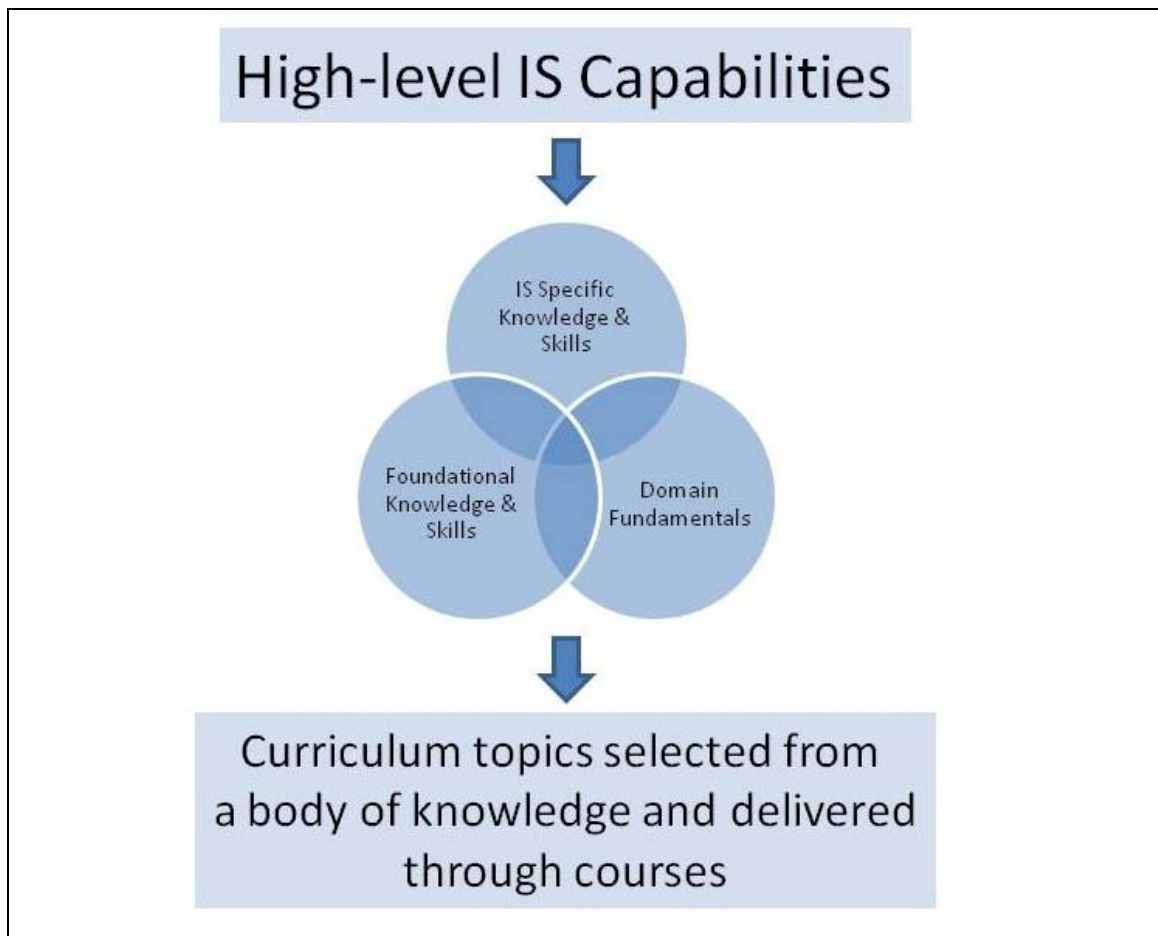 High-level IS Capabilities
IS Specific
Knowledge &
Skills
Foundational
Knowledge &
Skills
Domain
Fundamentals
Curriculum topics selected from
a body of knowledge and delivered
through courses